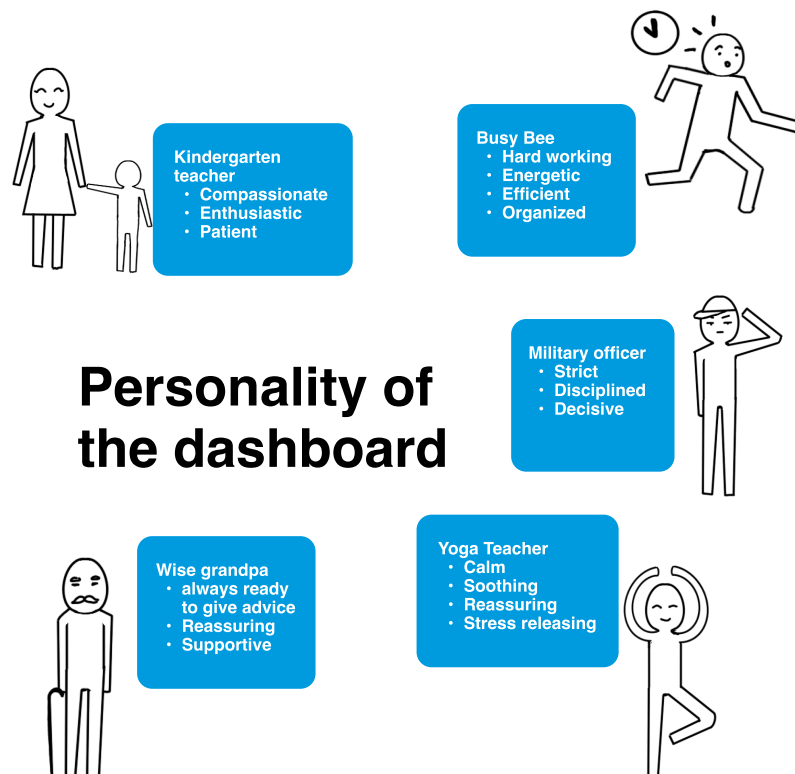 Kindergarten
teacher
• Compassionate
• Enthusiastic
• Patient
Busy Bee
• Hard working
• Energetic
• Efficient
• Organized
Personality of
the dashboard
Military officer
• Strict
• Disciplined
• Decisive
Wise grandpa
• always ready
to give advice
• Reassuring
• Supportive
Yoga Teacher
• Calm
• Soothing
• Reassuring
• Stress releasing